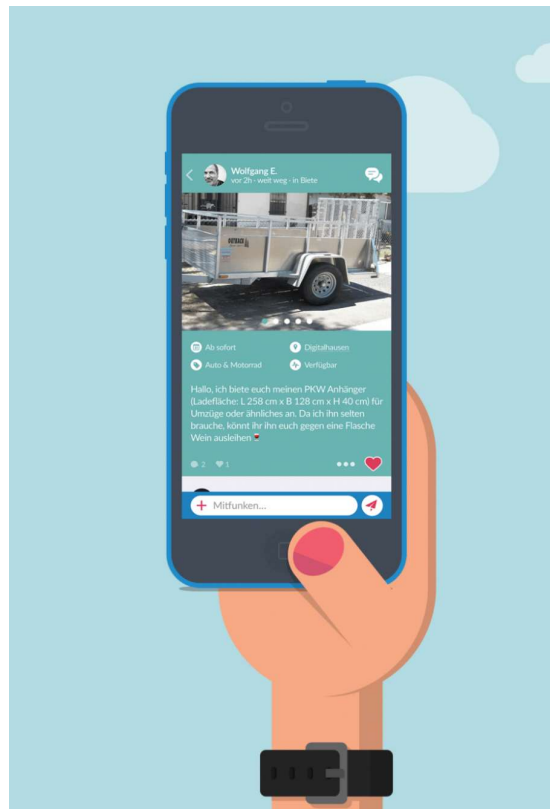 Wolfgang E.
vor 2h · weit weg · in Biete
Ab sofort
Digitalhausen
Auto & Motorrad
Verfügbar
Hallo, ich biete euch meinen PKW Anhänger
(Ladefläche: L 258 cm x B 128 cm x H 40 cm) für
Umzüge oder ähnliches an. Da ich ihn selten
brauche, könnt ihr ihn euch gegen eine Flasche
Wein ausleihen🍷
2 1
Mitfunken...